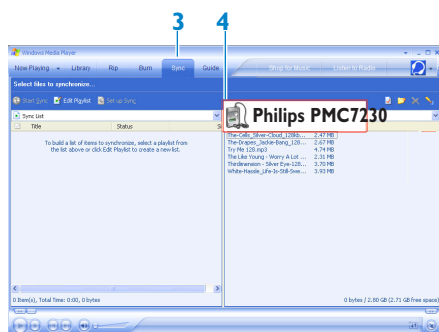 3 4
Windows Media Player
Now Playing Library Rip Burn Sync Guide Shop for Music Listen to Radio
Select files to synchronize...
Start Sync Edit Playlist Set up Sync
Sync List
Philips PMC7230
Title Status
To build a list of items to synchronize, select a playlist from
the list above or click Edit Playlist to create a new list.
The-Cells_Silver-Cloud_128kb... 2.47 MB
The-Drapes_Jackie-Bang_128... 2.67 MB
Try Me 128.mp3 4.74 MB
The Like Young - Worry A Lot ... 2.31 MB
Thirdimension - Silver Eye-128... 3.70 MB
White-Hassle_Life-Is-Still-Swe... 3.93 MB
0 Item(s), Total Time: 0:00, 0 bytes
0 bytes / 2.60 GB (2.71 GB free space)